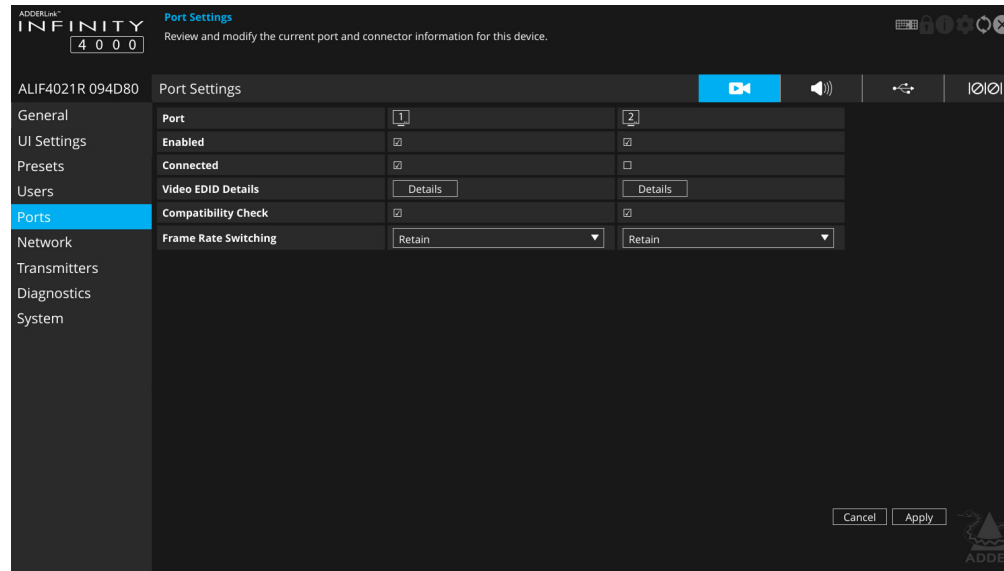 ADDERLink™
INFINITY
4000
Port Settings
Review and modify the current port and connector information for this device.
ALIF4021R 094D80
Port Settings
General
Port 1 2
UI Settings
Enabled
Presets
Connected
Users
Video EDID Details Details Details
Ports
Compatibility Check
Network
Frame Rate Switching Retain Retain
Transmitters
Diagnostics
System
Cancel Apply
ADDE